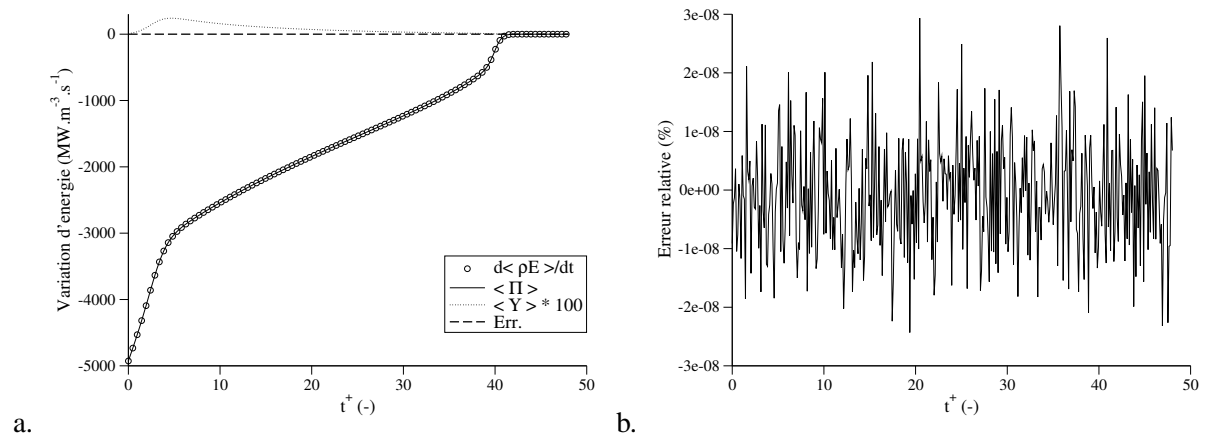 0
-1000
-2000
-3000
-4000
-5000
Variation d'energie (MW.m⁻³.s⁻¹)
d< ρE >/dt
< Π >
< Υ > * 100
Err.
0 10 20 30 40 50
t⁺ (-)
a.
3e-08
2e-08
1e-08
0e+00
-1e-08
-2e-08
-3e-08
Erreur relative (%)
0 10 20 30 40 50
t⁺ (-)
b.